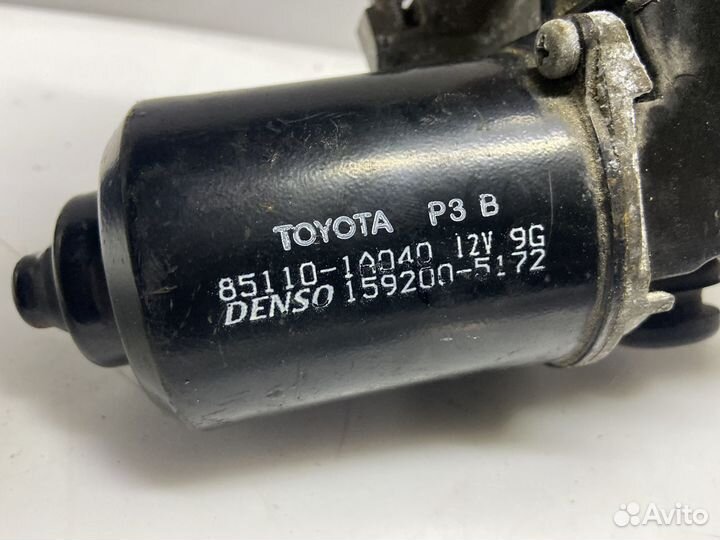 TOYOTA P3 B
85110-1A040 12V 9G
DENSO 159200-5172
Avito